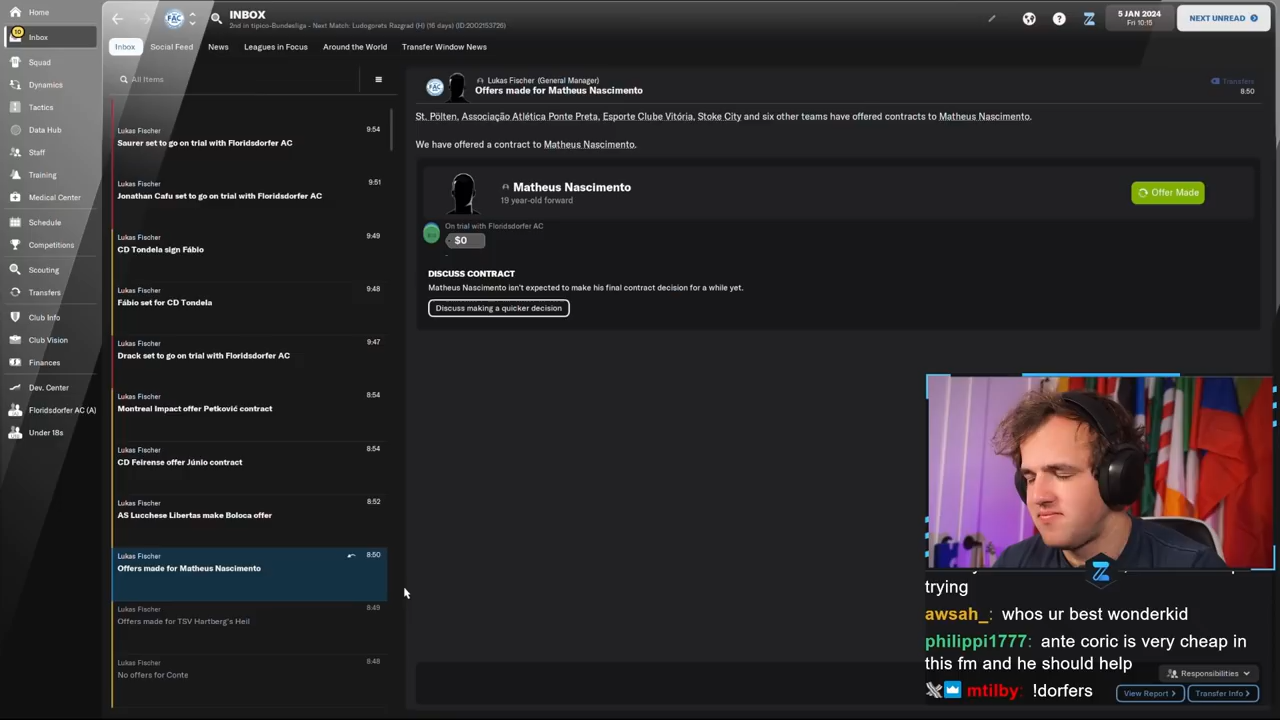 Home
INBOX
2nd in tipico-Bundesliga - Next Match: Ludogorets Razgrad (H) (16 days) (ID:2002153726)
5 JAN 2024
Fri 10:15
NEXT UNREAD
10
Inbox
Squad
Dynamics
Tactics
Data Hub
Staff
Training
Medical Center
Schedule
Competitions
Scouting
Transfers
Club Info
Club Vision
Finances
Dev. Center
Floridsdorfer AC (A)
Under 18s
Inbox
Social Feed
News
Leagues in Focus
Around the World
Transfer Window News
All Items
Lukas Fischer
9:54
Saurer set to go on trial with Floridsdorfer AC
Lukas Fischer
9:51
Jonathan Cafu set to go on trial with Floridsdorfer AC
Lukas Fischer
9:49
CD Tondela sign Fábio
Lukas Fischer
9:48
Fábio set for CD Tondela
Lukas Fischer
9:47
Drack set to go on trial with Floridsdorfer AC
Lukas Fischer
8:54
Montreal Impact offer Petković contract
Lukas Fischer
8:54
CD Feirense offer Júnio contract
Lukas Fischer
8:52
AS Lucchese Libertas make Boloca offer
Lukas Fischer
8:50
Offers made for Matheus Nascimento
Lukas Fischer
8:49
Offers made for TSV Hartberg's Heil
Lukas Fischer
8:48
No offers for Conte
Lukas Fischer (General Manager)
Offers made for Matheus Nascimento
Transfers
8:50
St. Pölten, Associação Atlética Ponte Preta, Esporte Clube Vitória, Stoke City and six other teams have offered contracts to Matheus Nascimento.
We have offered a contract to Matheus Nascimento.
Matheus Nascimento
19 year-old forward
Offer Made
On trial with Floridsdorfer AC
$0
DISCUSS CONTRACT
Matheus Nascimento isn't expected to make his final contract decision for a while yet.
Discuss making a quicker decision
trying
awsah_: whos ur best wonderkid
philippi1777: ante coric is very cheap in
this fm and he should help
mtilby: !dorfers
Responsibilities
View Report
Transfer Info